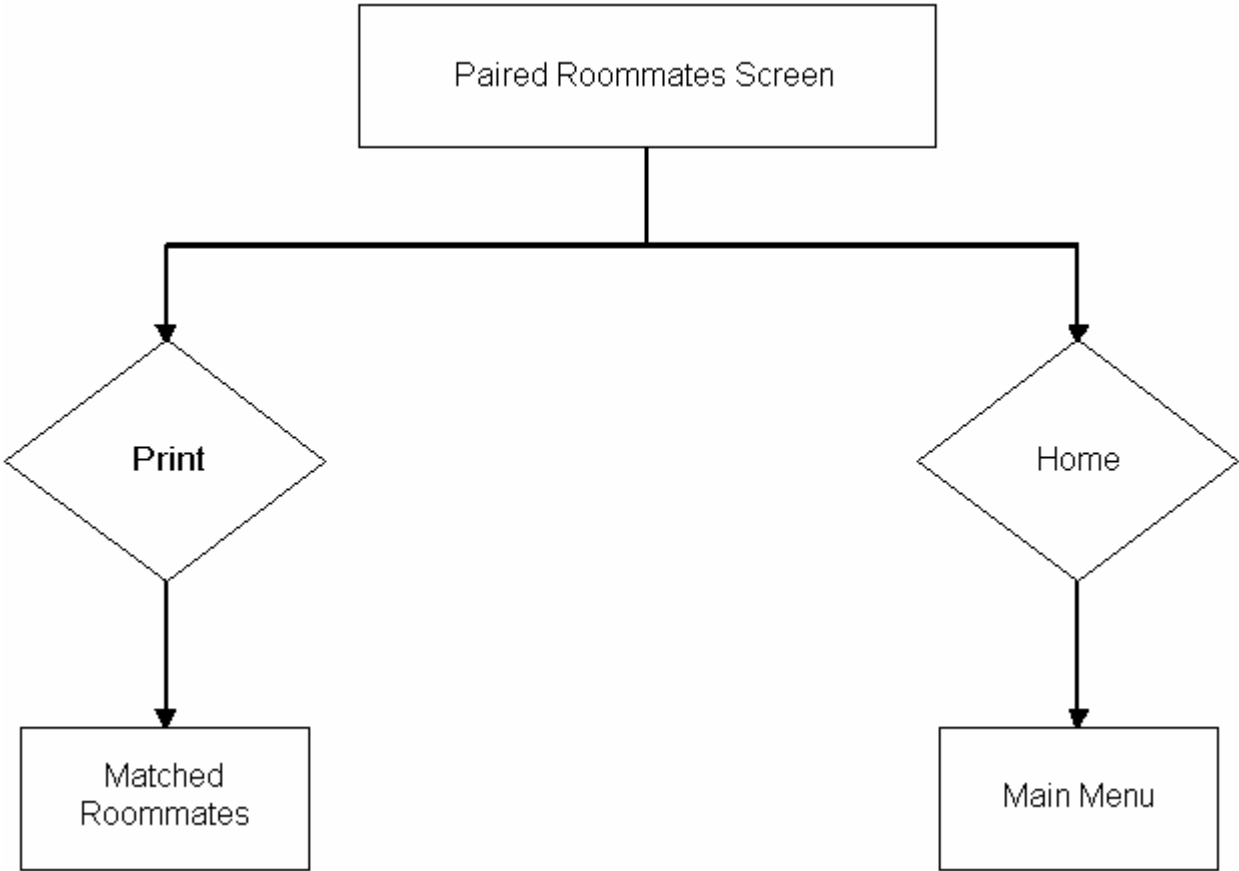 Paired Roommates Screen
Print
Home
Matched
Roommates
Main Menu